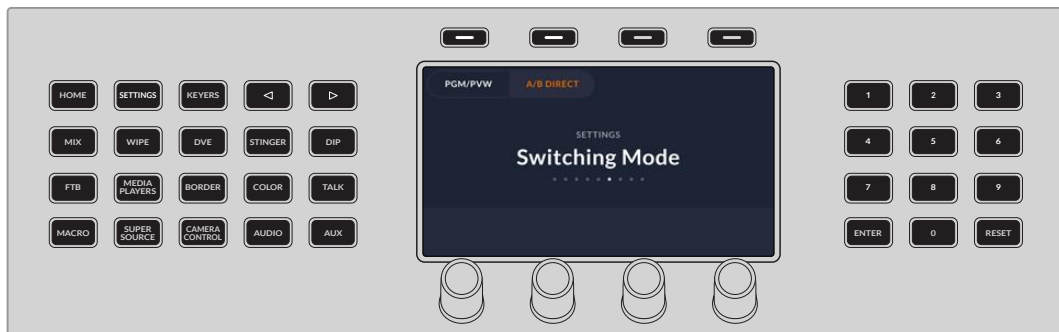 HOME
SETTINGS
KEYERS
MIX
WIPE
DVE
STINGER
DIP
FTB
MEDIA
PLAYERS
BORDER
COLOR
TALK
MACRO
SUPER
SOURCE
CAMERA
CONTROL
AUDIO
AUX
PGM/PVW
A/B DIRECT
SETTINGS
Switching Mode
1
2
3
4
5
6
7
8
9
ENTER
0
RESET